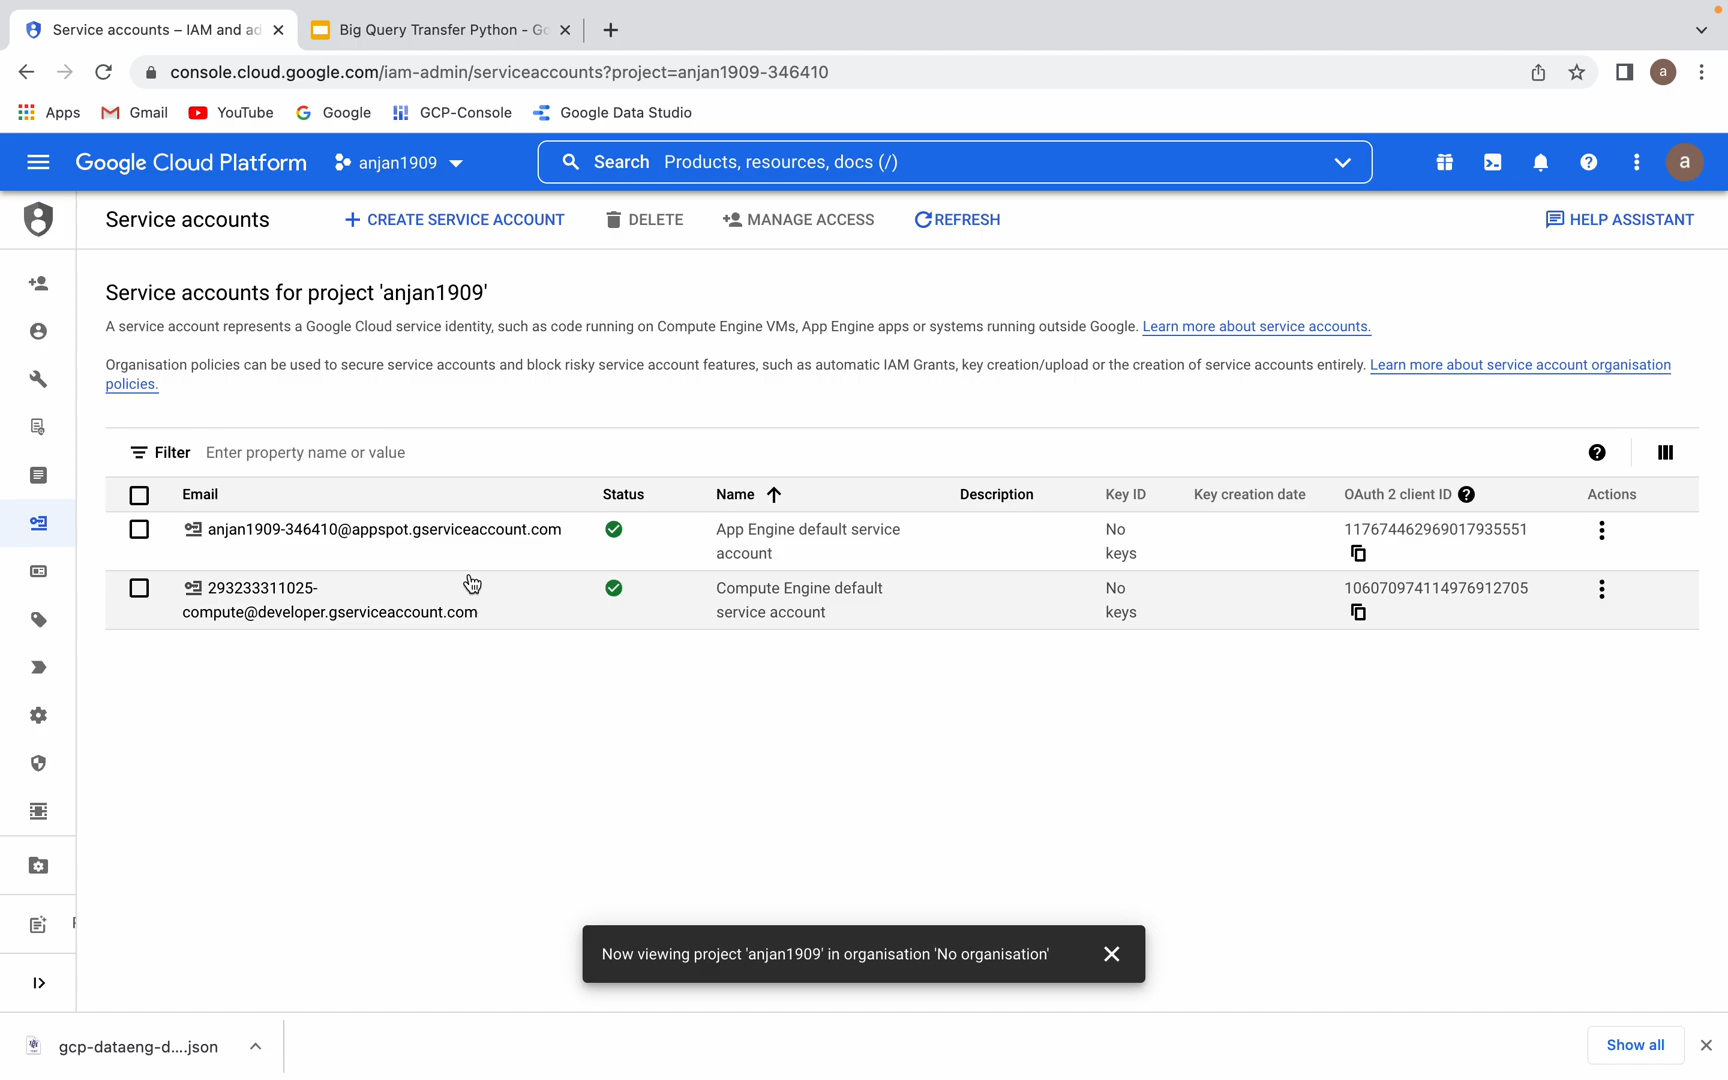 Service accounts – IAM and ad
Big Query Transfer Python - Go
console.cloud.google.com/iam-admin/serviceaccounts?project=anjan1909-346410
a
Apps
Gmail
YouTube
Google
GCP-Console
Google Data Studio
Google Cloud Platform
anjan1909
Search Products, resources, docs (/)
a
Service accounts
CREATE SERVICE ACCOUNT
DELETE
MANAGE ACCESS
REFRESH
HELP ASSISTANT
Service accounts for project 'anjan1909'
A service account represents a Google Cloud service identity, such as code running on Compute Engine VMs, App Engine apps or systems running outside Google. Learn more about service accounts.
Organisation policies can be used to secure service accounts and block risky service account features, such as automatic IAM Grants, key creation/upload or the creation of service accounts entirely. Learn more about service account organisation
policies.
Filter Enter property name or value
Email Status Name Description Key ID Key creation date OAuth 2 client ID Actions
anjan1909-346410@appspot.gserviceaccount.com App Engine default service No 117674462969017935551
account keys
293233311025- Compute Engine default No 106070974114976912705
compute@developer.gserviceaccount.com service account keys
Now viewing project 'anjan1909' in organisation 'No organisation'
gcp-dataeng-d....json
Show all